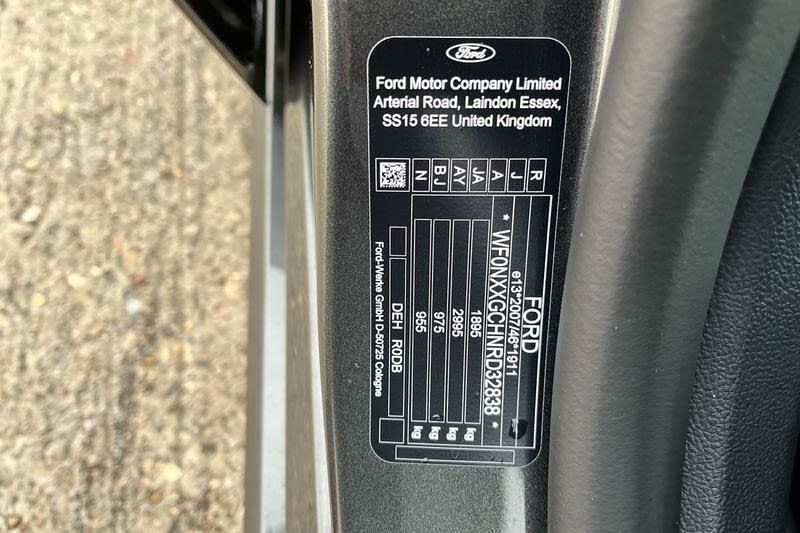 Ford
Ford Motor Company Limited
Arterial Road, Laindon Essex,
SS15 6EE United Kingdom
R
J
A
JA
AY
BJ
N
FORD
e13*2007/46*1911
* WF0NXXGCHNRD32838 *
1895 kg
2995 kg
975 kg
955 kg
DEH R0DB
Ford-Werke GmbH D-50725 Cologne